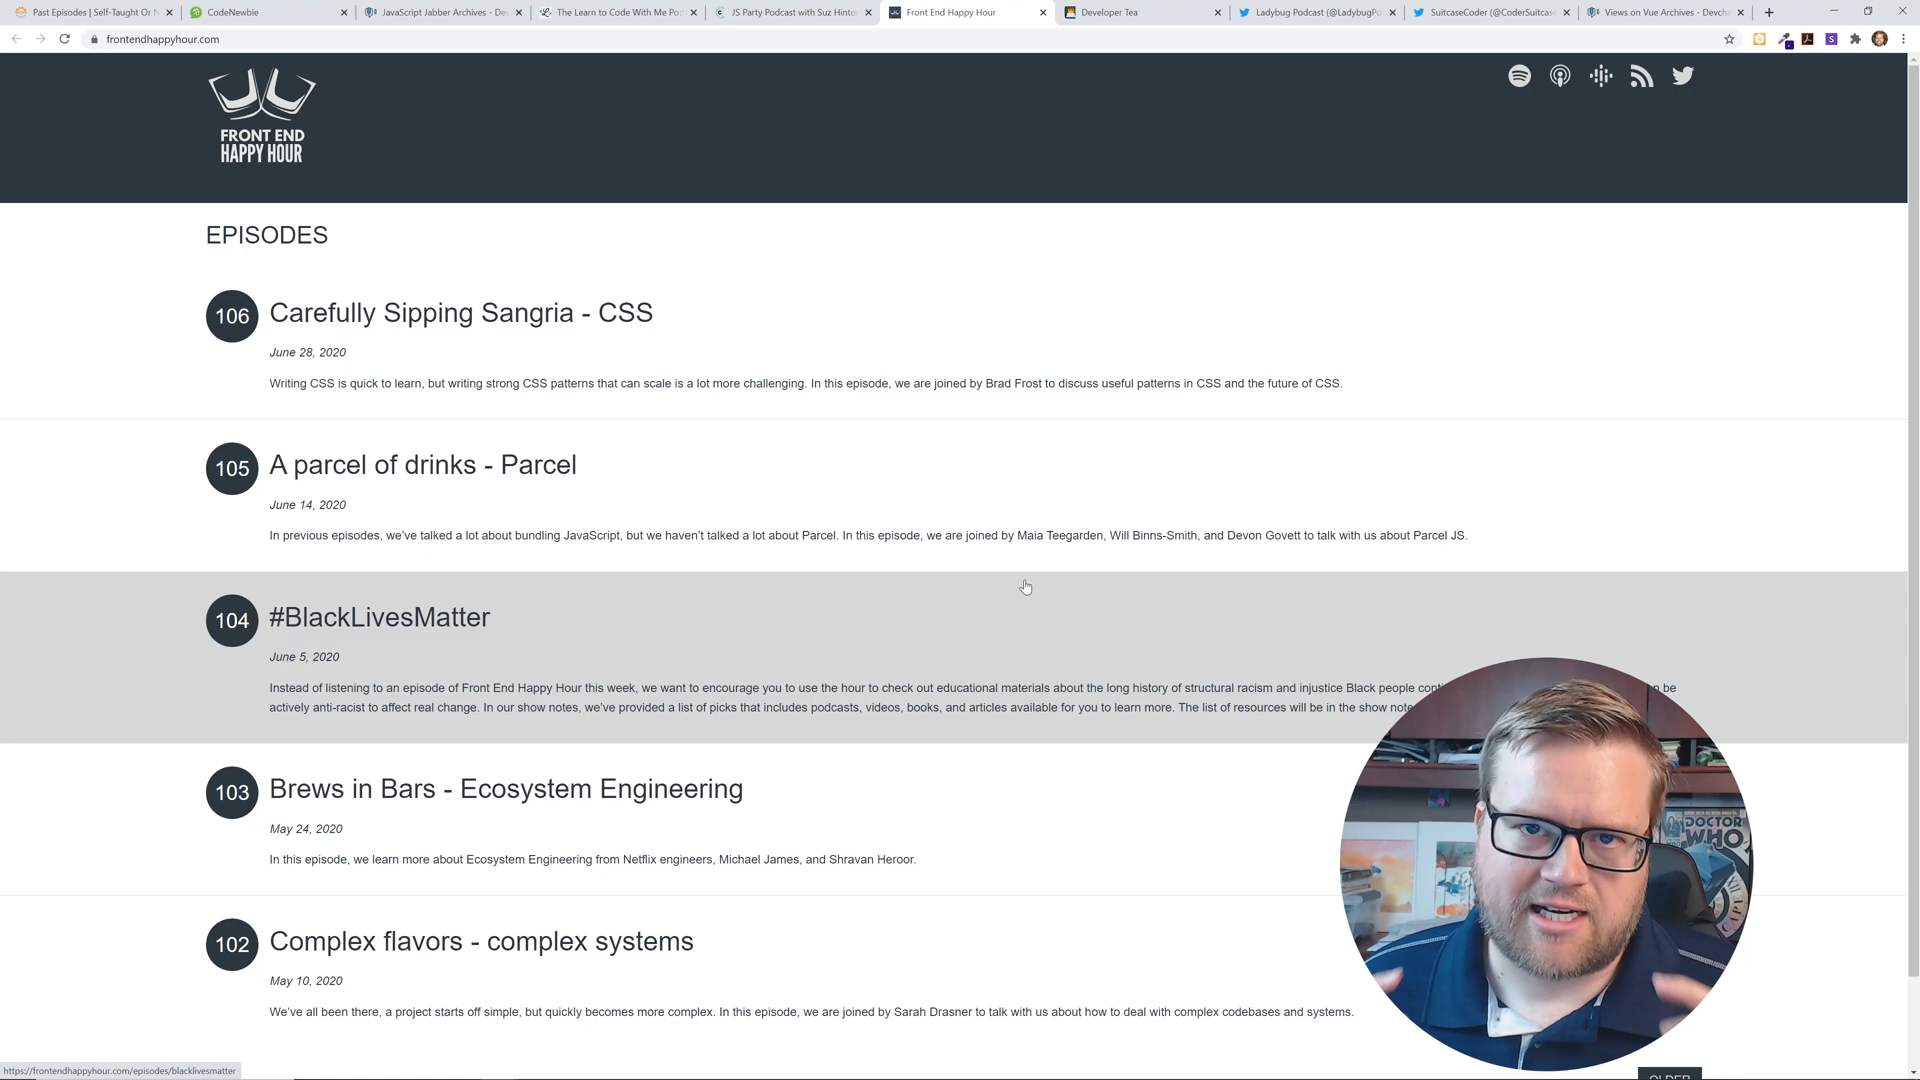 Past Episodes | Self-Taught Or N
CodeNewbie
JavaScript Jabber Archives - De
The Learn to Code With Me Pod
JS Party Podcast with Suz Hinto
Front End Happy Hour
Developer Tea
Ladybug Podcast (@LadybugPo
SuitcaseCoder (@CoderSuitcas
Views on Vue Archives - Devcha
frontendhappyhour.com
FRONT END
HAPPY HOUR
EPISODES
106 Carefully Sipping Sangria - CSS
June 28, 2020
Writing CSS is quick to learn, but writing strong CSS patterns that can scale is a lot more challenging. In this episode, we are joined by Brad Frost to discuss useful patterns in CSS and the future of CSS.
105 A parcel of drinks - Parcel
June 14, 2020
In previous episodes, we've talked a lot about bundling JavaScript, but we haven't talked a lot about Parcel. In this episode, we are joined by Maia Teegarden, Will Binns-Smith, and Devon Govett to talk with us about Parcel JS.
104 #BlackLivesMatter
June 5, 2020
Instead of listening to an episode of Front End Happy Hour this week, we want to encourage you to use the hour to check out educational materials about the long history of structural racism and injustice Black people be
actively anti-racist to affect real change. In our show notes, we've provided a list of picks that includes podcasts, videos, books, and articles available for you to learn more. The list of resources will be in the show note
103 Brews in Bars - Ecosystem Engineering
May 24, 2020
In this episode, we learn more about Ecosystem Engineering from Netflix engineers, Michael James, and Shravan Heroor.
102 Complex flavors - complex systems
May 10, 2020
We've all been there, a project starts off simple, but quickly becomes more complex. In this episode, we are joined by Sarah Drasner to talk with us about how to deal with complex codebases and systems.
DOCTOR
WHO
https://frontendhappyhour.com/episodes/blacklivesmatter
OLDER